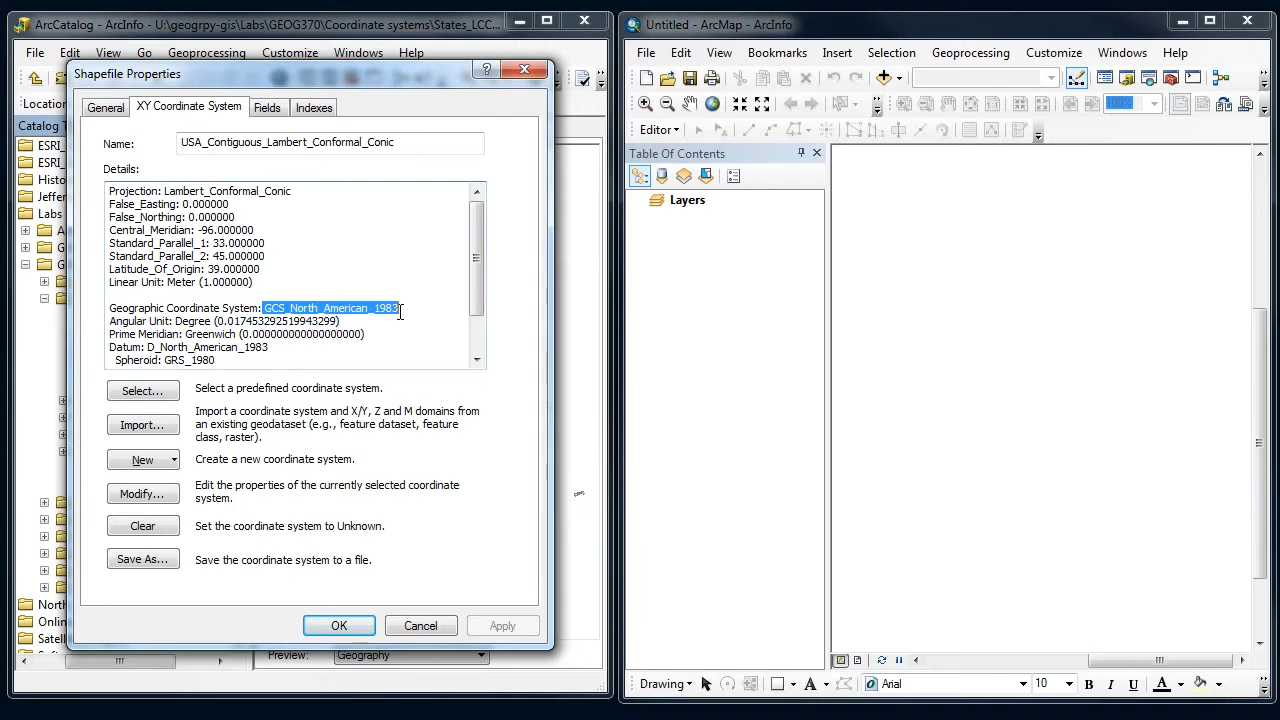 ArcCatalog - ArcInfo - U:\geogrpy-gis\Labs\GEOG370\Coordinate systems\States_LCC...
File Edit View Go Geoprocessing Customize Windows Help
Shapefile Properties
General XY Coordinate System Fields Indexes
Name: USA_Contiguous_Lambert_Conformal_Conic
Details:
Projection: Lambert_Conformal_Conic
False_Easting: 0.000000
False_Northing: 0.000000
Central_Meridian: -96.000000
Standard_Parallel_1: 33.000000
Standard_Parallel_2: 45.000000
Latitude_Of_Origin: 39.000000
Linear Unit: Meter (1.000000)
Geographic Coordinate System: GCS_North_American_1983
Angular Unit: Degree (0.017453292519943299)
Prime Meridian: Greenwich (0.000000000000000000)
Datum: D_North_American_1983
Spheroid: GRS_1980
Select... Select a predefined coordinate system.
Import... Import a coordinate system and X/Y, Z and M domains from
an existing geodataset (e.g., feature dataset, feature
class, raster).
New Create a new coordinate system.
Modify... Edit the properties of the currently selected coordinate
system.
Clear Set the coordinate system to Unknown.
Save As... Save the coordinate system to a file.
OK Cancel Apply
Location
Catalog T
ESRI_
ESRI_
Histo
Jeffer
Labs
A
G
G
North
Onlin
Satell
Preview: Geography
Untitled - ArcMap - ArcInfo
File Edit View Bookmarks Insert Selection Geoprocessing Customize Windows Help
100%
Editor
Table Of Contents
Layers
Drawing A Arial 10 B I U A